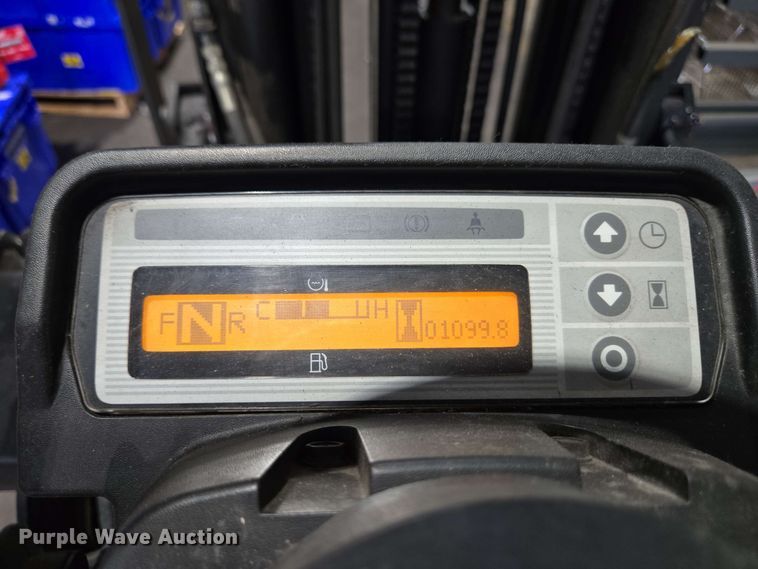 F N R C H 01099.8
Purple Wave Auction